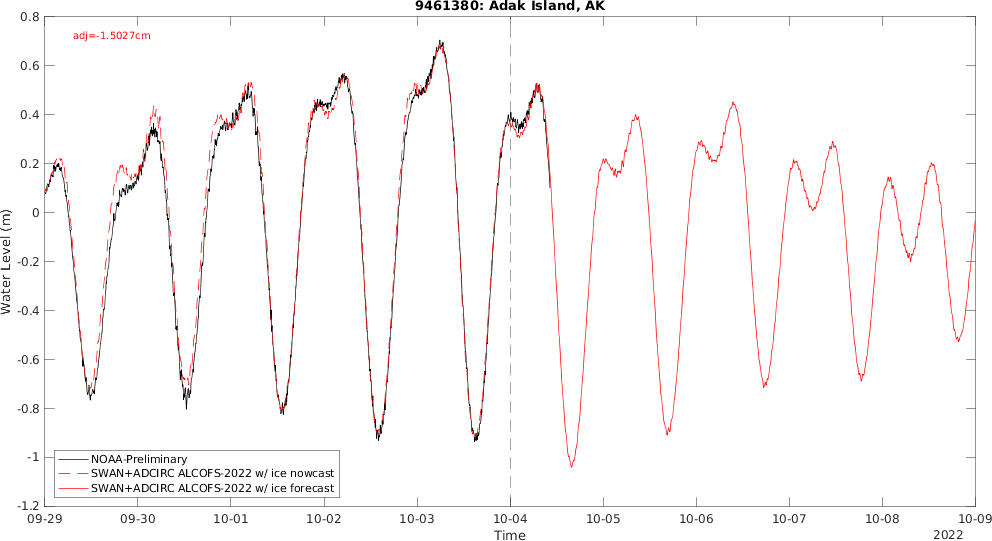 9461380: Adak Island, AK
adj=-1.5027cm
0.8
0.6
0.4
0.2
0
-0.2
-0.4
-0.6
-0.8
-1
-1.2
Water Level (m)
NOAA-Preliminary
SWAN+ADCIRC ALCOFS-2022 w/ ice nowcast
SWAN+ADCIRC ALCOFS-2022 w/ ice forecast
09-29 09-30 10-01 10-02 10-03 10-04 10-05 10-06 10-07 10-08 10-09
Time
2022